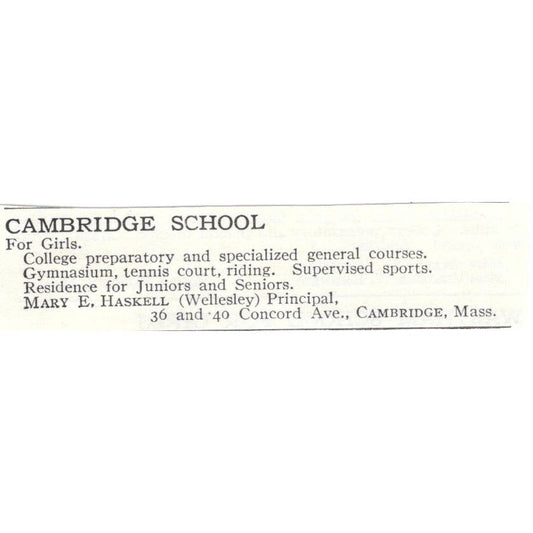 CAMBRIDGE SCHOOL
For Girls.
College preparatory and specialized general courses.
Gymnasium, tennis court, riding. Supervised sports.
Residence for Juniors and Seniors.
MARY E. HASKELL (Wellesley) Principal,
36 and 40 Concord Ave., CAMBRIDGE, Mass.